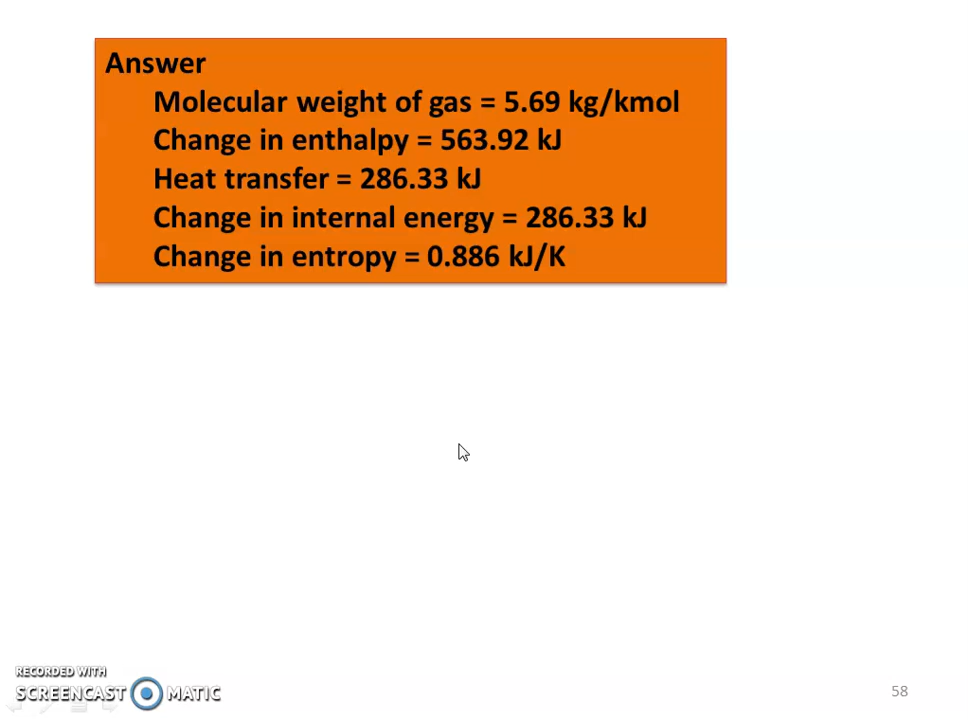 Answer
Molecular weight of gas = 5.69 kg/kmol
Change in enthalpy = 563.92 kJ
Heat transfer = 286.33 kJ
Change in internal energy = 286.33 kJ
Change in entropy = 0.886 kJ/K
RECORDED WITH
SCREENCAST MATIC
58